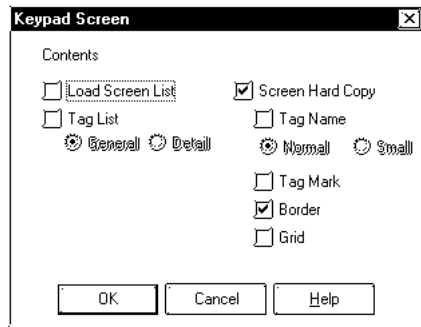 Keypad Screen
Contents
Load Screen List
Screen Hard Copy
Tag List
Tag Name
General Detail
Normal Small
Tag Mark
Border
Grid
OK Cancel Help